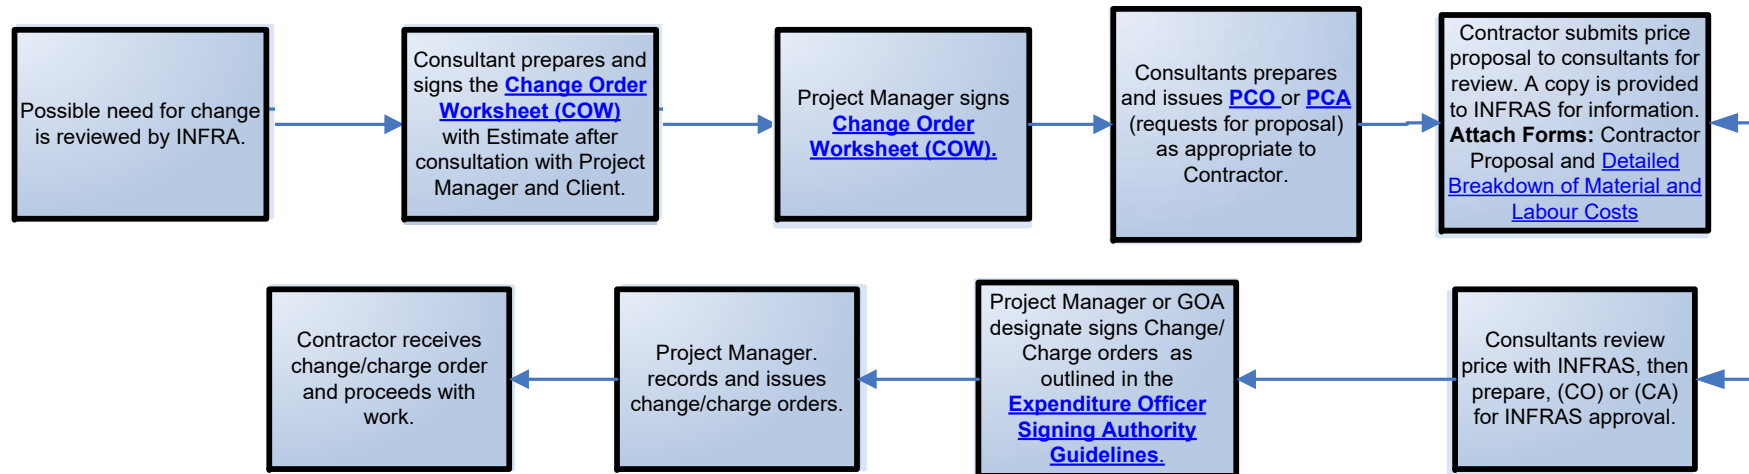 Possible need for change
is reviewed by INFRA.
Consultant prepares and
signs the Change Order
Worksheet (COW)
with Estimate after
consultation with Project
Manager and Client.
Project Manager signs
Change Order
Worksheet (COW).
Consultants prepares
and issues PCO or PCA
(requests for proposal)
as appropriate to
Contractor.
Contractor submits price
proposal to consultants for
review. A copy is provided
to INFRAS for information.
Attach Forms: Contractor
Proposal and Detailed
Breakdown of Material and
Labour Costs
Contractor receives
change/charge order
and proceeds with
work.
Project Manager.
records and issues
change/charge orders.
Project Manager or GOA
designate signs Change/
Charge orders as
outlined in the
Expenditure Officer
Signing Authority
Guidelines.
Consultants review
price with INFRAS, then
prepare, (CO) or (CA)
for INFRAS approval.